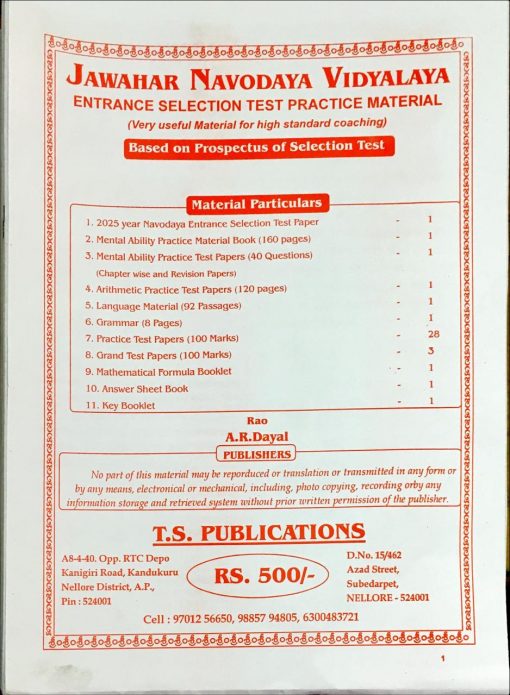 JAWAHAR NAVODAYA VIDYALAYA
ENTRANCE SELECTION TEST PRACTICE MATERIAL
(Very useful Material for high standard coaching)
Based on Prospectus of Selection Test
Material Particulars
1. 2025 year Navodaya Entrance Selection Test Paper - 1
2. Mental Ability Practice Material Book (160 pages) - 1
3. Mental Ability Practice Test Papers (40 Questions) - 1
(Chapter wise and Revision Papers)
4. Arithmetic Practice Test Papers (120 pages) - 1
5. Language Material (92 Passages) - 1
6. Grammar (8 Pages) - 1
7. Practice Test Papers (100 Marks) - 28
8. Grand Test Papers (100 Marks) - 3
9. Mathematical Formula Booklet - 1
10. Answer Sheet Book - 1
11. Key Booklet - 1
Rao
A.R.Dayal
PUBLISHERS
No part of this material may be reporduced or translation or transmitted in any form or
by any means, electronical or mechanical, including, photo copying, recording orby any
information storage and retrieved system without prior written permission of the publisher.
T.S. PUBLICATIONS
A8-4-40. Opp. RTC Depo
Kanigiri Road, Kandukuru
Nellore District, A.P.,
Pin : 524001
RS. 500/-
D.No. 15/462
Azad Street,
Subedarpet,
NELLORE - 524001
Cell : 97012 56650, 98857 94805, 6300483721
1